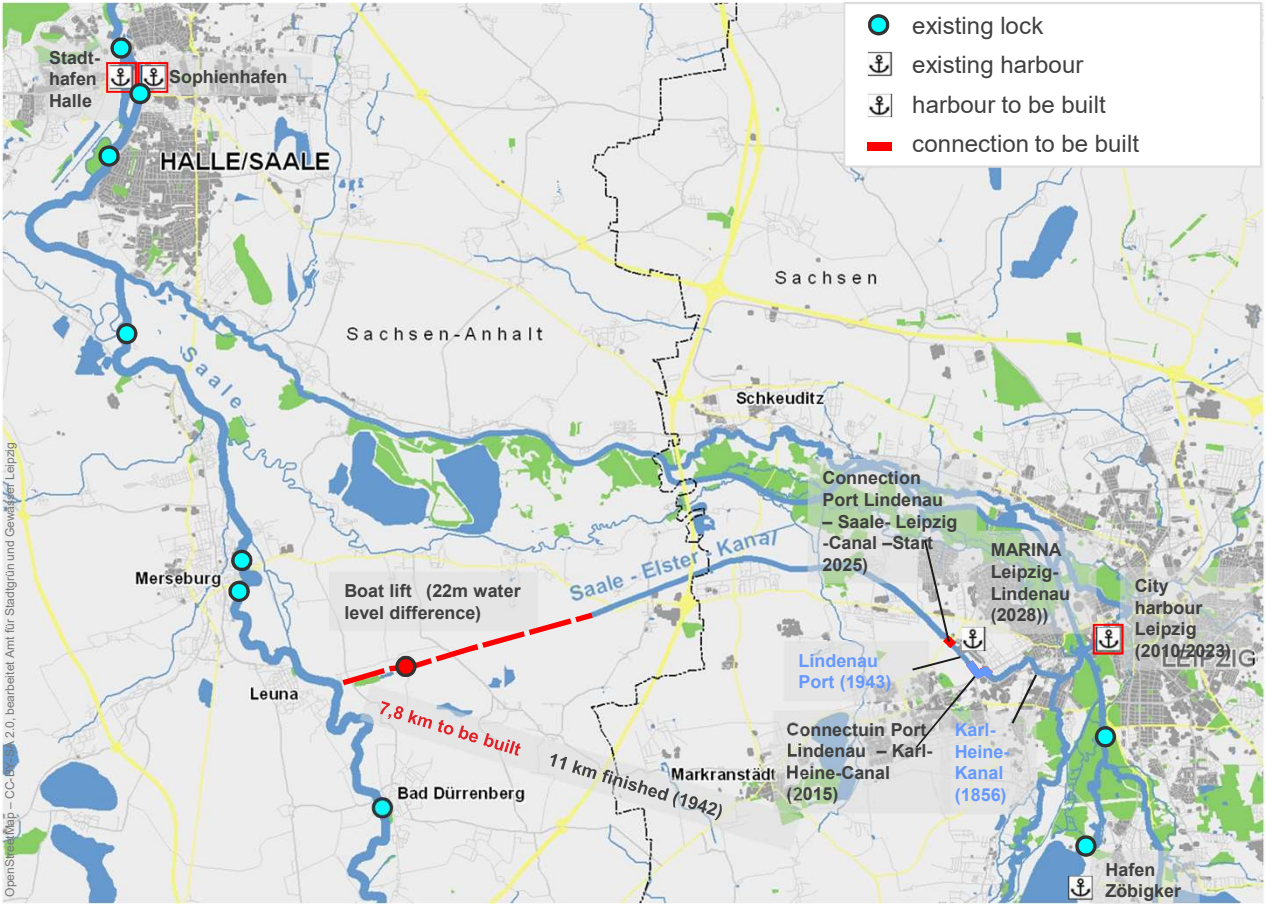 existing lock
existing harbour
harbour to be built
connection to be built
Stadt-
hafen
Halle
Sophienhafen
HALLE/SAALE
Sachsen
Sachsen-Anhalt
Saale
Schkeuditz
Connection
Port Lindenau
– Saale- Leipzig
-Canal –Start
2025)
Saale - Elster - Kanal
MARINA
Leipzig-
Lindenau
(2028))
City
harbour
Leipzig
(2010/2023)
LEIPZIG
Merseburg
Boat lift (22m water
level difference)
Lindenau
Port (1943)
Leuna
7,8 km to be built
11 km finished (1942)
Connectuin Port
Lindenau – Karl-
Heine-Canal
(2015)
Karl-
Heine-
Kanal
(1856)
Markranstädt
Bad Dürrenberg
Hafen
Zöbigker
OpenStreetMap – CC-BY-SA 2.0, bearbeitet Amt für Stadtgrün und Gewässer Leipzig